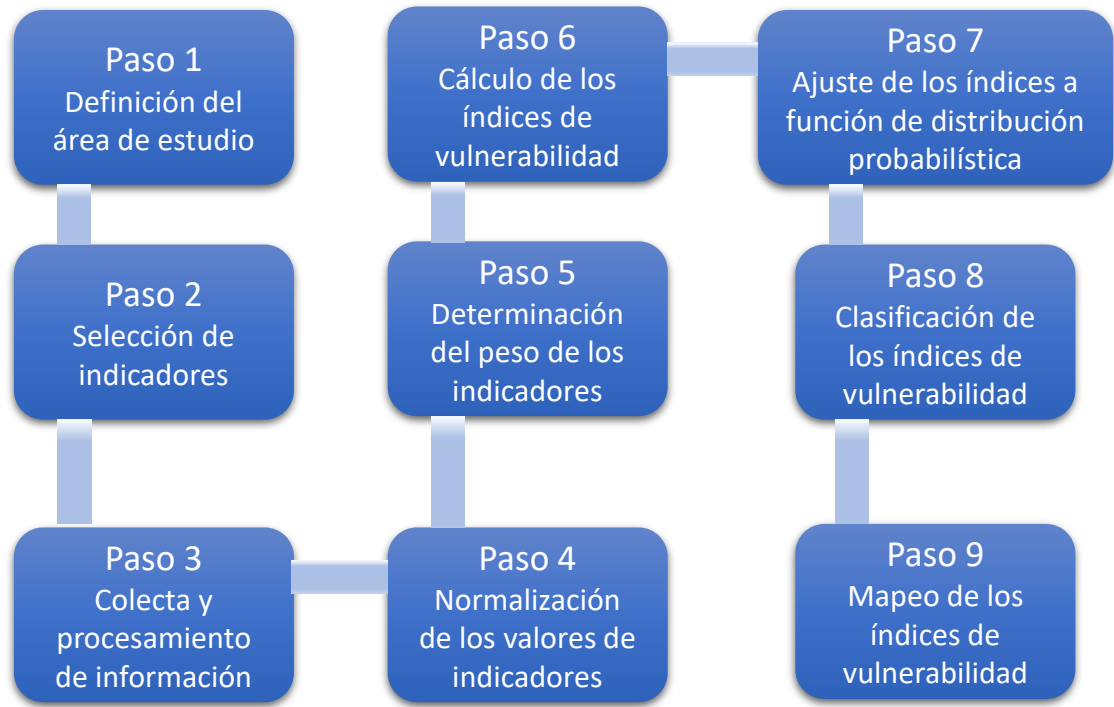 Paso 1
Definición del
área de estudio
Paso 2
Selección de
indicadores
Paso 3
Colecta y
procesamiento
de información
Paso 4
Normalización
de los valores de
indicadores
Paso 5
Determinación
del peso de los
indicadores
Paso 6
Cálculo de los
índices de
vulnerabilidad
Paso 7
Ajuste de los índices a
función de distribución
probabilística
Paso 8
Clasificación de
los índices de
vulnerabilidad
Paso 9
Mapeo de los
índices de
vulnerabilidad